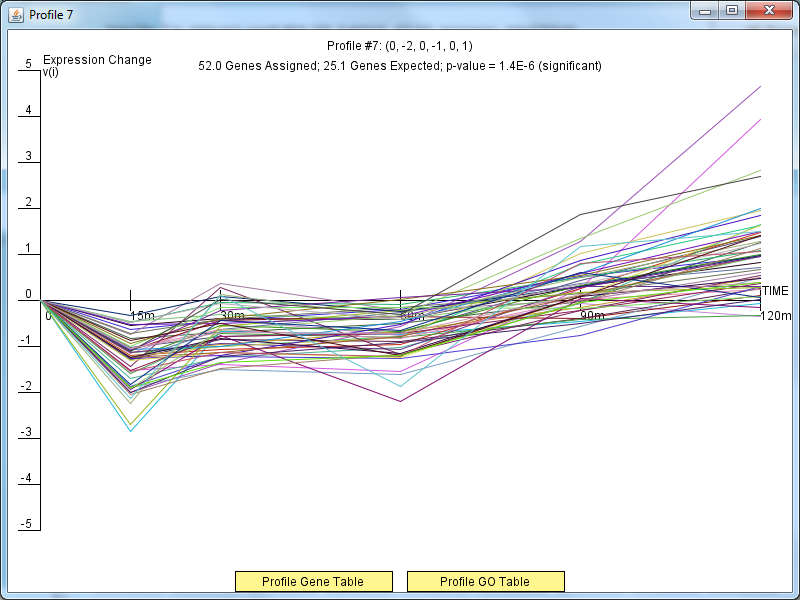 Profile 7
Profile #7: (0, -2, 0, -1, 0, 1)
Expression Change
v(i)
52.0 Genes Assigned; 25.1 Genes Expected; p-value = 1.4E-6 (significant)
5
4
3
2
1
0
-1
-2
-3
-4
-5
TIME
0
15m
30m
90m
120m
Profile Gene Table
Profile GO Table